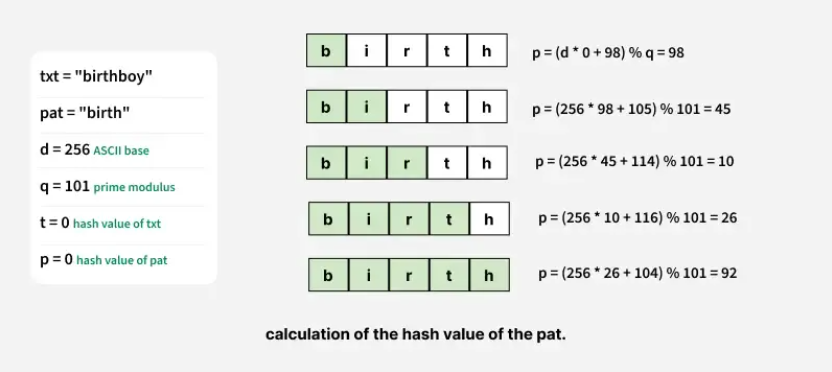 txt = "birthboy"
pat = "birth"
d = 256 ASCII base
q = 101 prime modulus
t = 0 hash value of txt
p = 0 hash value of pat
b i r t h p = (d * 0 + 98) % q = 98
b i r t h p = (256 * 98 + 105) % 101 = 45
b i r t h p = (256 * 45 + 114) % 101 = 10
b i r t h p = (256 * 10 + 116) % 101 = 26
b i r t h p = (256 * 26 + 104) % 101 = 92
calculation of the hash value of the pat.